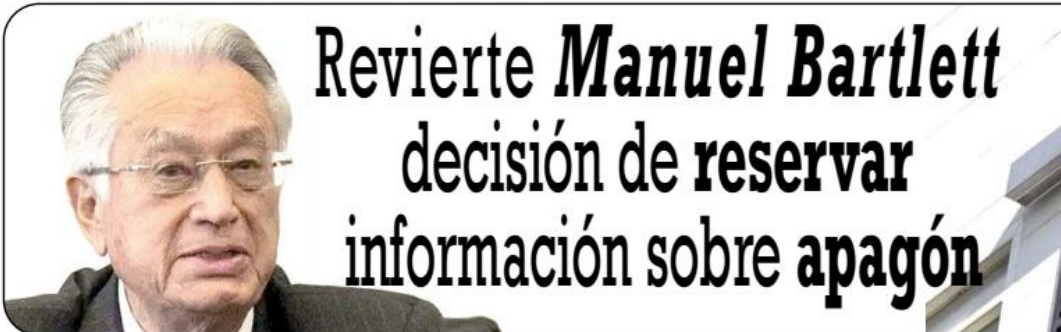 Revierte Manuel Bartlett
decisión de reservar
información sobre apagón